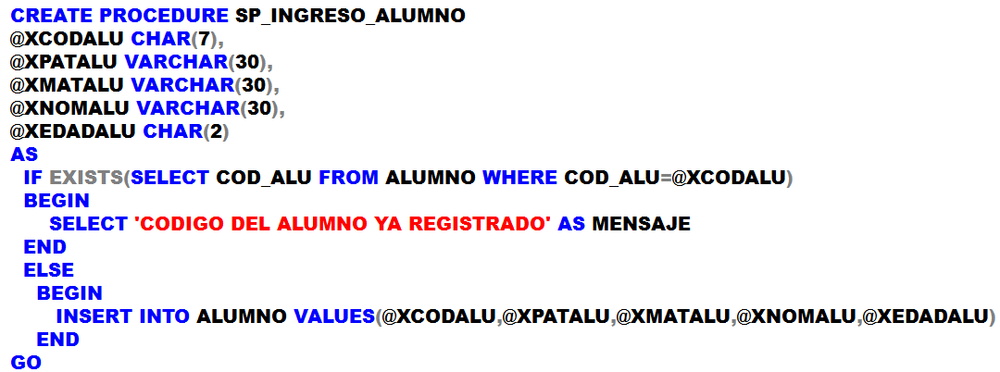 CREATE PROCEDURE SP_INGRESO_ALUMNO
@XCODALU CHAR(7),
@XPATALU VARCHAR(30),
@XMATALU VARCHAR(30),
@XNOMALU VARCHAR(30),
@XEDADALU CHAR(2)
AS
IF EXISTS(SELECT COD_ALU FROM ALUMNO WHERE COD_ALU=@XCODALU)
BEGIN
SELECT 'CODIGO DEL ALUMNO YA REGISTRADO' AS MENSAJE
END
ELSE
BEGIN
INSERT INTO ALUMNO VALUES(@XCODALU,@XPATALU,@XMATALU,@XNOMALU,@XEDADALU)
END
GO